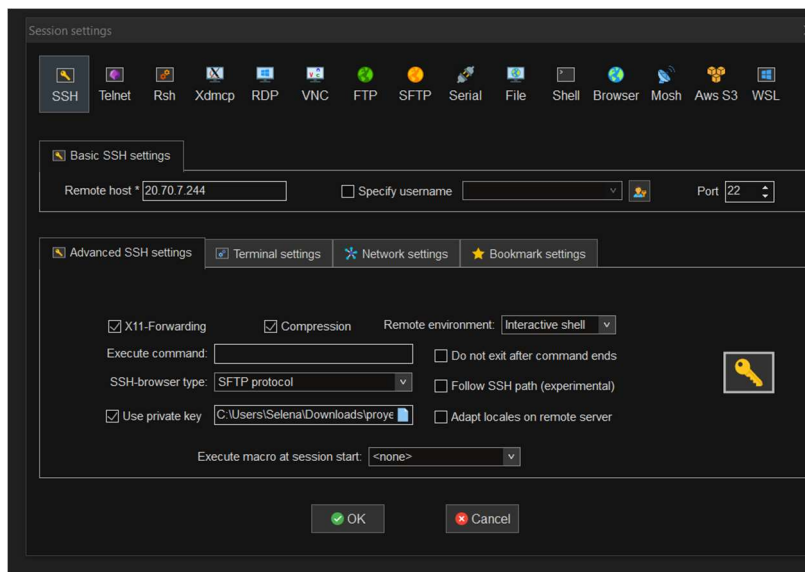 Session settings
SSH Telnet Rsh Xdmcp RDP VNC FTP SFTP Serial File Shell Browser Mosh Aws S3 WSL
Basic SSH settings
Remote host * 20.70.7.244 Specify username Port 22
Advanced SSH settings Terminal settings Network settings Bookmark settings
X11-Forwarding Compression Remote environment: Interactive shell
Execute command: Do not exit after command ends
SSH-browser type: SFTP protocol Follow SSH path (experimental)
Use private key C:\Users\Selena\Downloads\proye Adapt locales on remote server
Execute macro at session start: <none>
OK Cancel